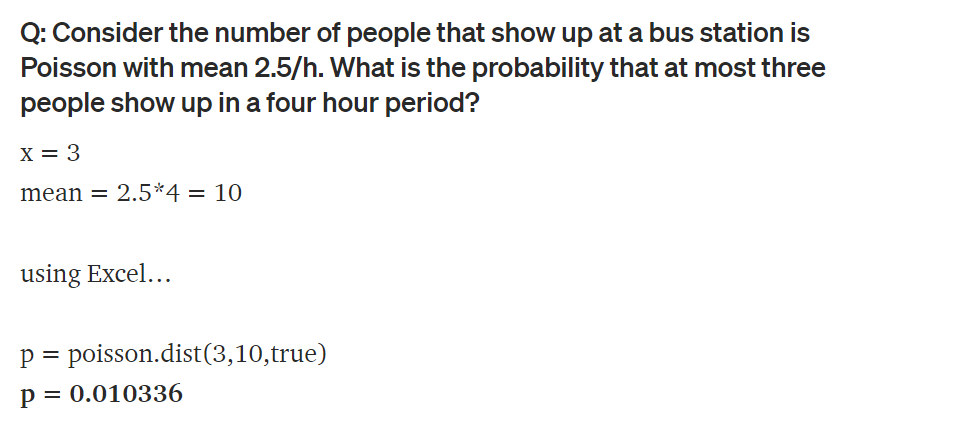 Q: Consider the number of people that show up at a bus station is
Poisson with mean 2.5/h. What is the probability that at most three
people show up in a four hour period?
x = 3
mean = 2.5*4 = 10
using Excel…
p = poisson.dist(3,10,true)
p = 0.010336